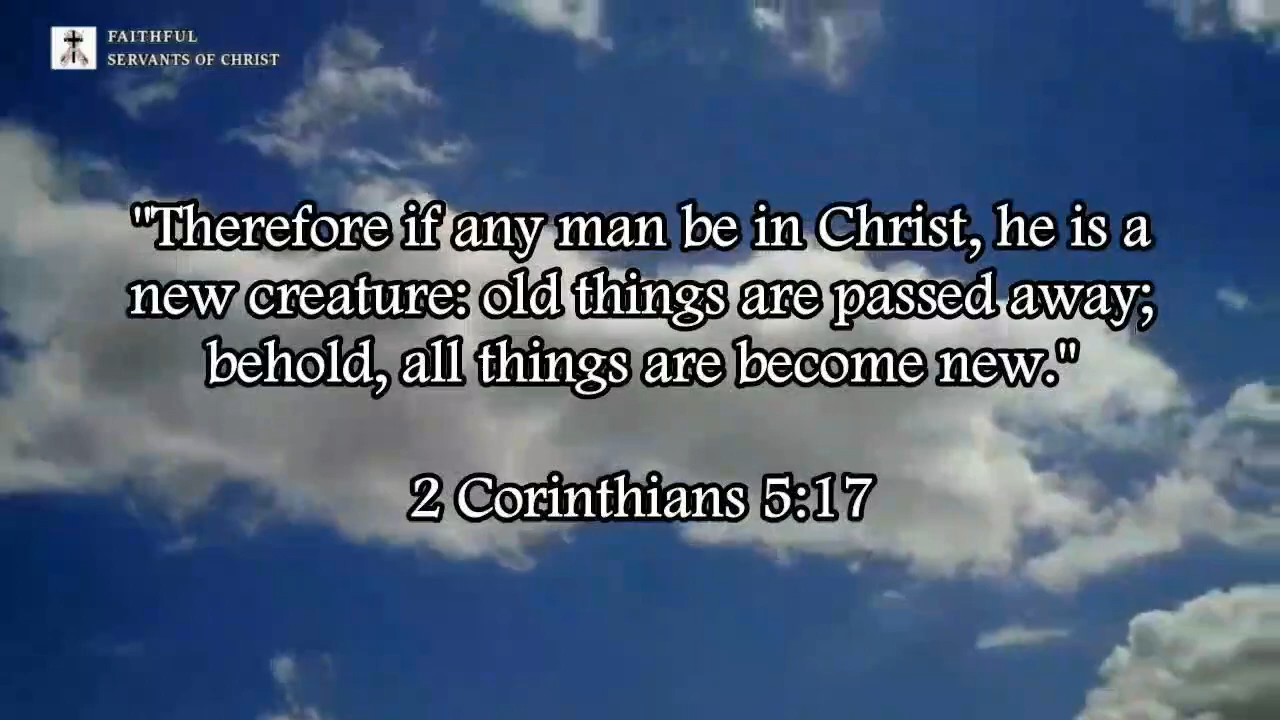 FAITHFUL
SERVANTS OF CHRIST
"Therefore if any man be in Christ, he is a
new creature: old things are passed away;
behold, all things are become new."
2 Corinthians 5:17